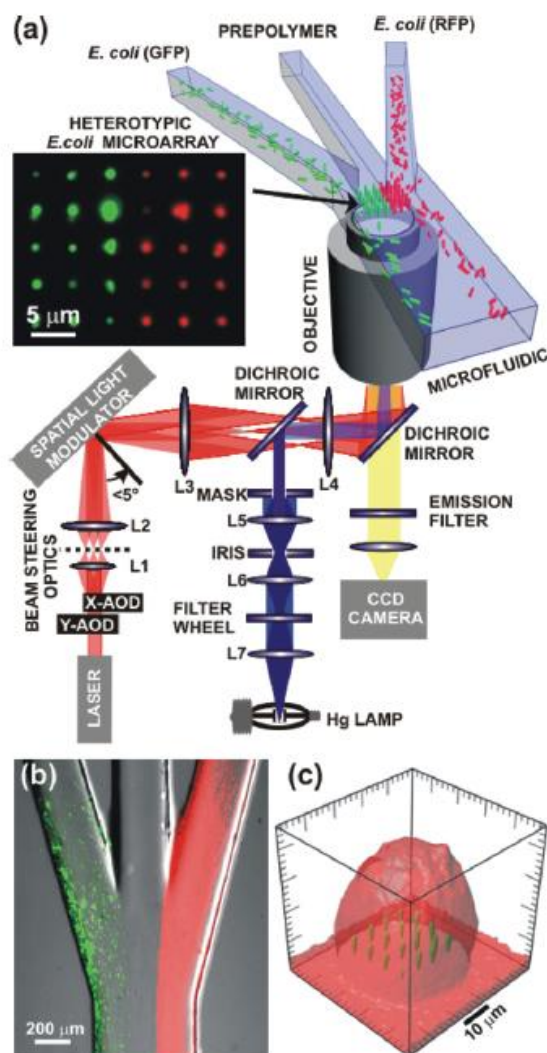 (a)
E. coli (RFP)
PREPOLYMER
E. coli (GFP)
HETEROTYPIC
E.coli MICROARRAY
5 μm
OBJECTIVE
MICROFLUIDIC
DICHROIC
MIRROR
SPATIAL LIGHT
MODULATOR
<5°
L3
L4
DICHROIC
MIRROR
MASK
L5
L2
BEAM STEERING
OPTICS
L1
IRIS
EMISSION
FILTER
L6
X-AOD
Y-AOD
FILTER
WHEEL
CCD
CAMERA
L7
LASER
Hg LAMP
(b)
200 μm
(c)
10 μm